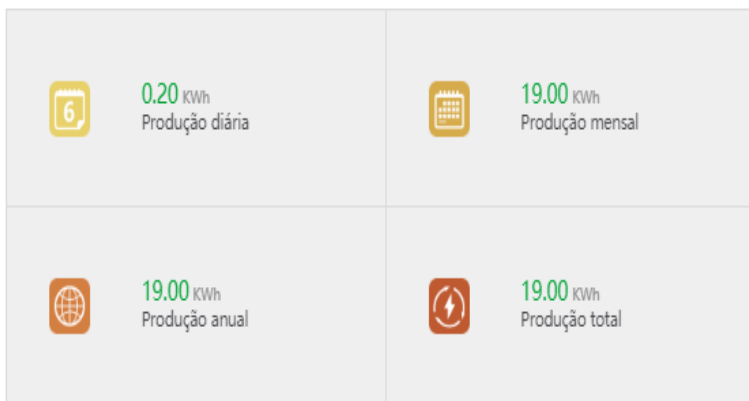 6
0.20 KWh
Produção diária
19.00 KWh
Produção mensal
19.00 KWh
Produção anual
19.00 KWh
Produção total